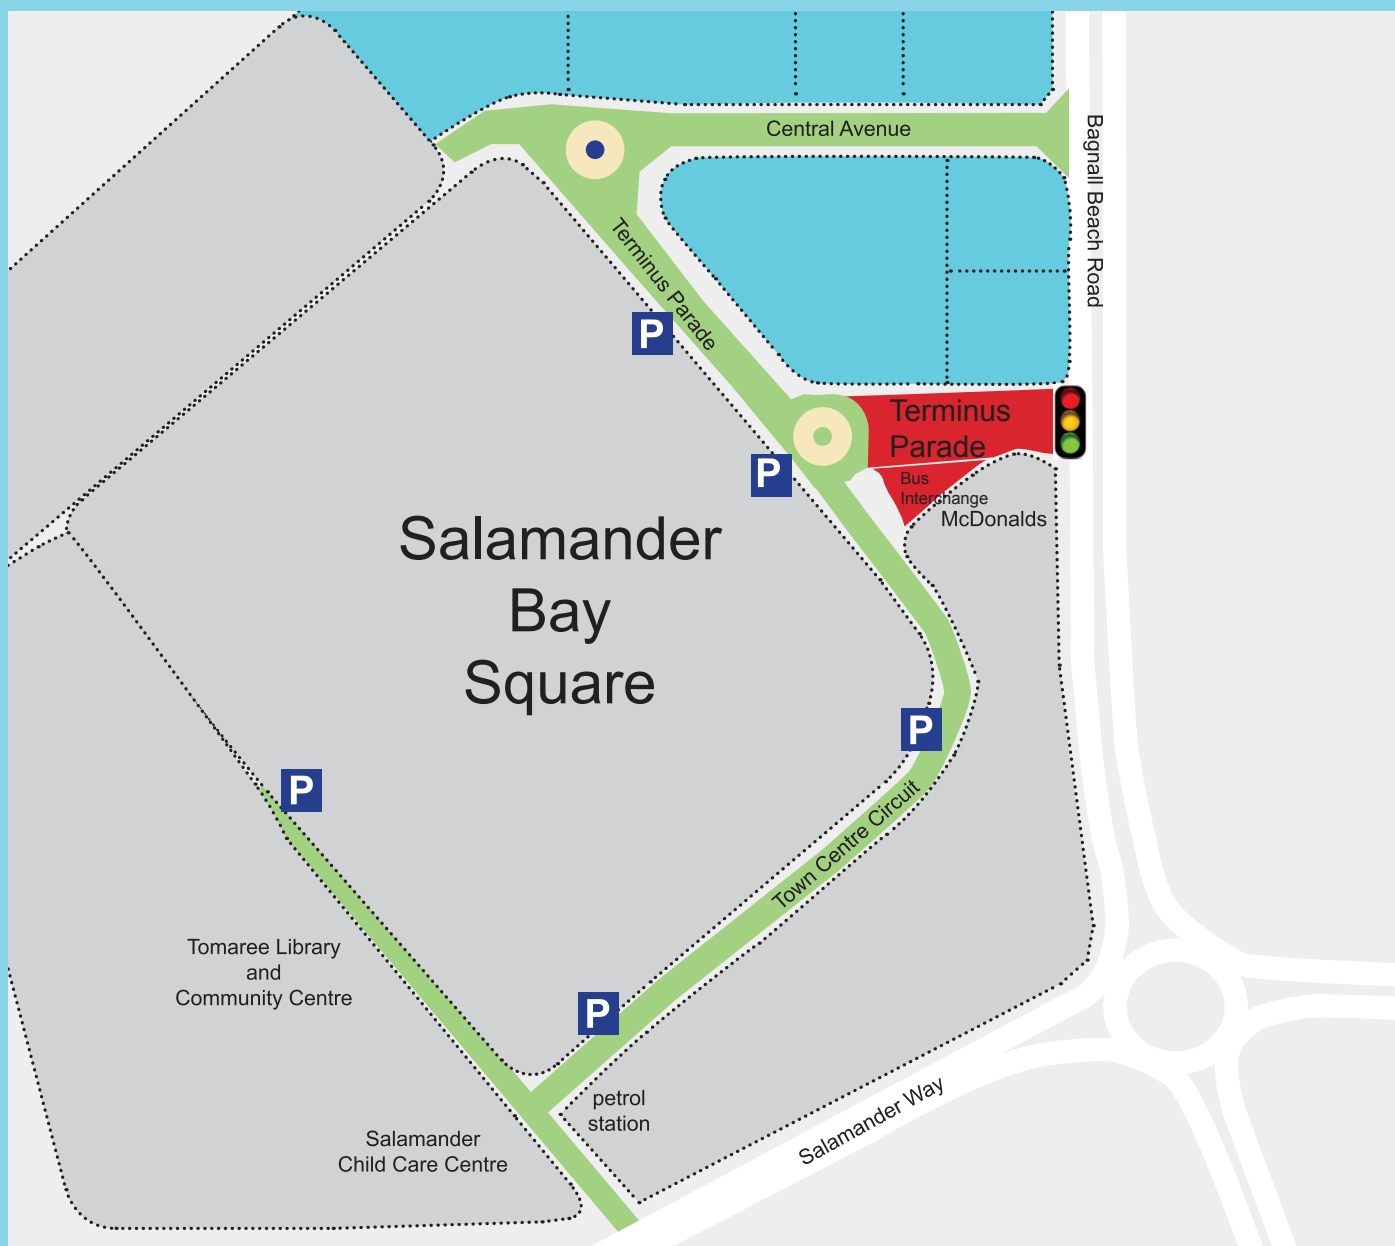 Central Avenue
Bagnall Beach Road
Terminus Parade
P
Terminus
Parade
P
Bus
Interchange
McDonalds
Salamander
Bay
Square
P
P
Town Centre Circuit
Tomaree Library
and
Community Centre
P
petrol
station
Salamander Way
Salamander
Child Care Centre